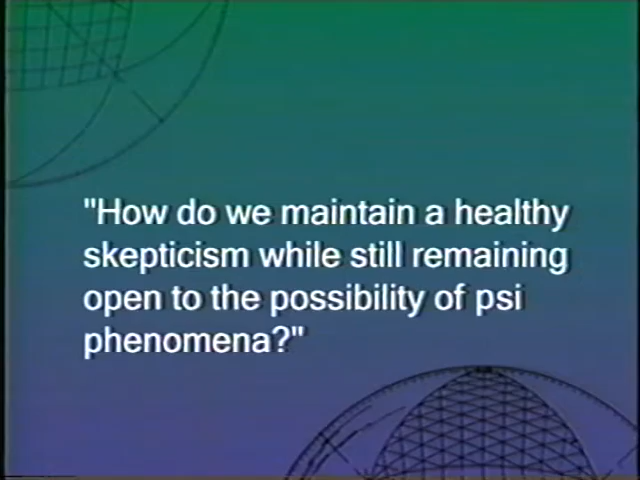 "How do we maintain a healthy
skepticism while still remaining
open to the possibility of psi
phenomena?"